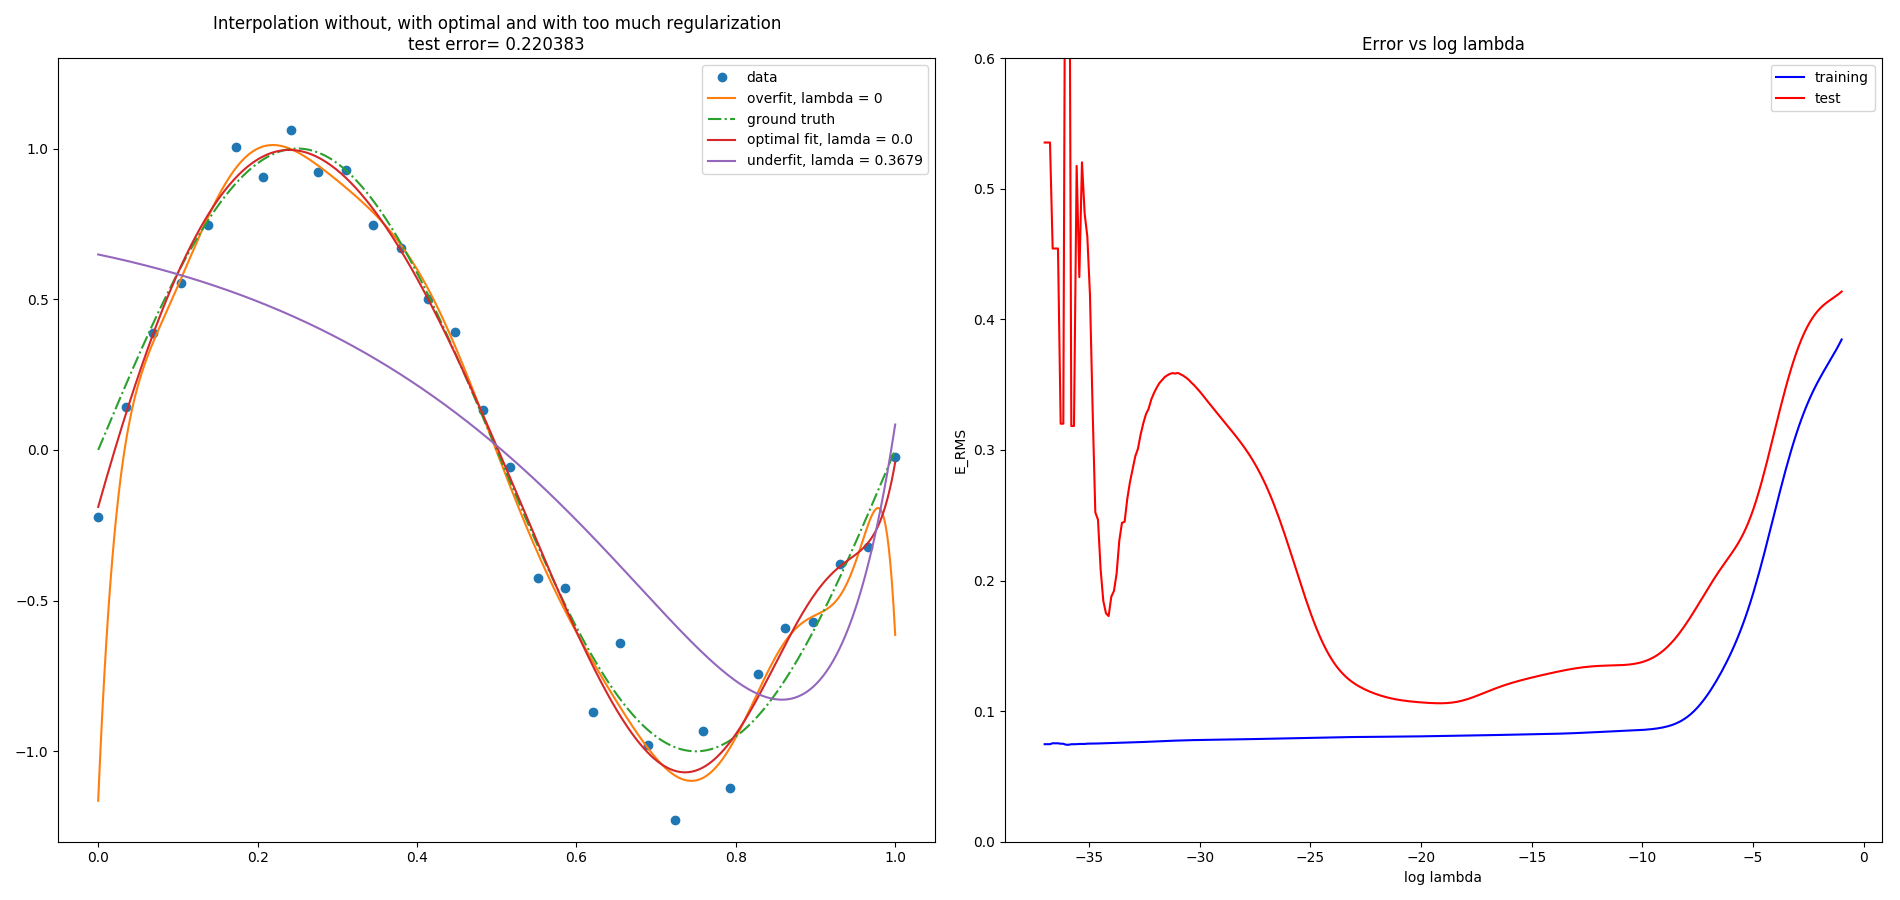 Interpolation without, with optimal and with too much regularization
test error= 0.220383
data
overfit, lambda = 0
ground truth
optimal fit, lamda = 0.0
underfit, lamda = 0.3679
1.0
0.5
0.0
−0.5
−1.0
0.0 0.2 0.4 0.6 0.8 1.0
Error vs log lambda
training
test
E_RMS
0.6
0.5
0.4
0.3
0.2
0.1
0.0
−35 −30 −25 −20 −15 −10 −5 0
log lambda